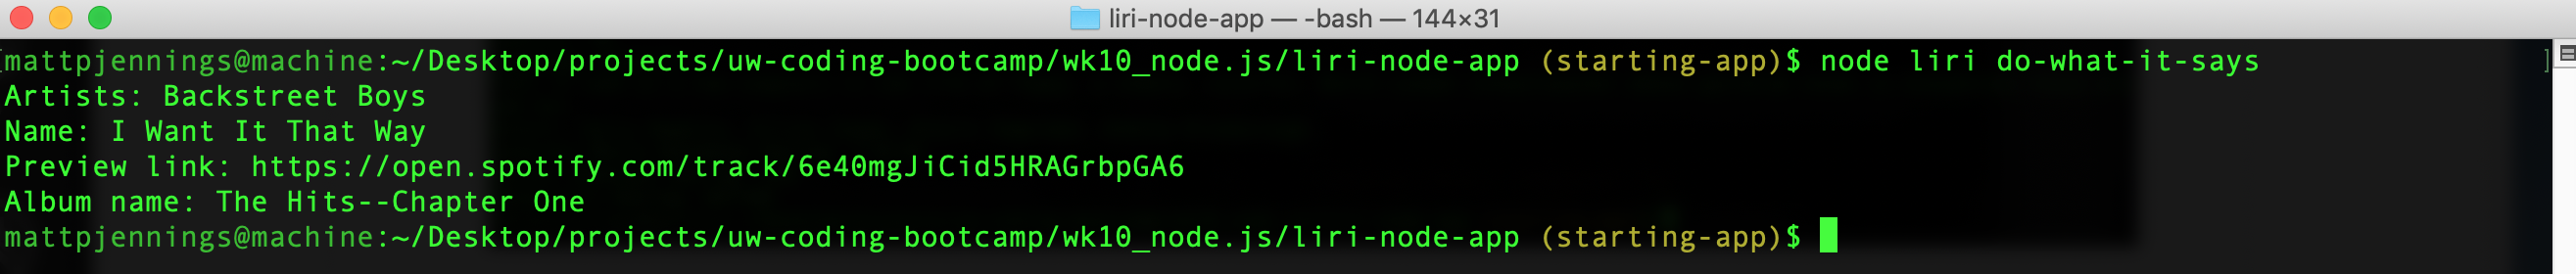 liri-node-app — -bash — 144×31
mattpjennings@machine:~/Desktop/projects/uw-coding-bootcamp/wk10_node.js/liri-node-app (starting-app)$ node liri do-what-it-says
Artists: Backstreet Boys
Name: I Want It That Way
Preview link: https://open.spotify.com/track/6e40mgJiCid5HRAGrbpGA6
Album name: The Hits--Chapter One
mattpjennings@machine:~/Desktop/projects/uw-coding-bootcamp/wk10_node.js/liri-node-app (starting-app)$